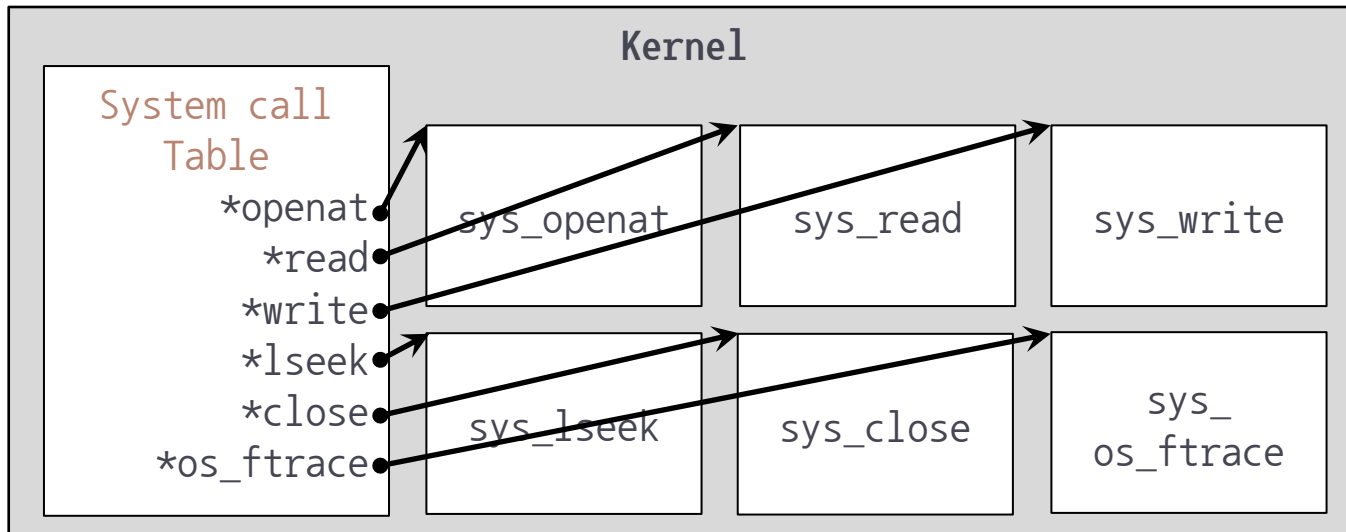 Kernel
System call
Table
*openat
*read
*write
*lseek
*close
*os_ftrace
sys_openat
sys_read
sys_write
sys_lseek
sys_close
sys_
os_ftrace